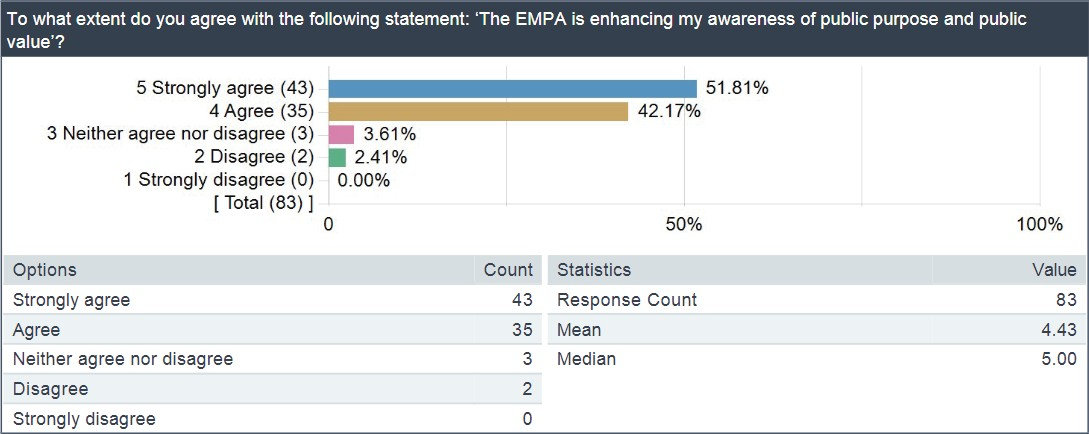 To what extent do you agree with the following statement: ‘The EMPA is enhancing my awareness of public purpose and public
value’?
5 Strongly agree (43) 51.81%
4 Agree (35) 42.17%
3 Neither agree nor disagree (3) 3.61%
2 Disagree (2) 2.41%
1 Strongly disagree (0) 0.00%
[ Total (83) ]
0 50% 100%
Options Count
Strongly agree 43
Agree 35
Neither agree nor disagree 3
Disagree 2
Strongly disagree 0
Statistics Value
Response Count 83
Mean 4.43
Median 5.00